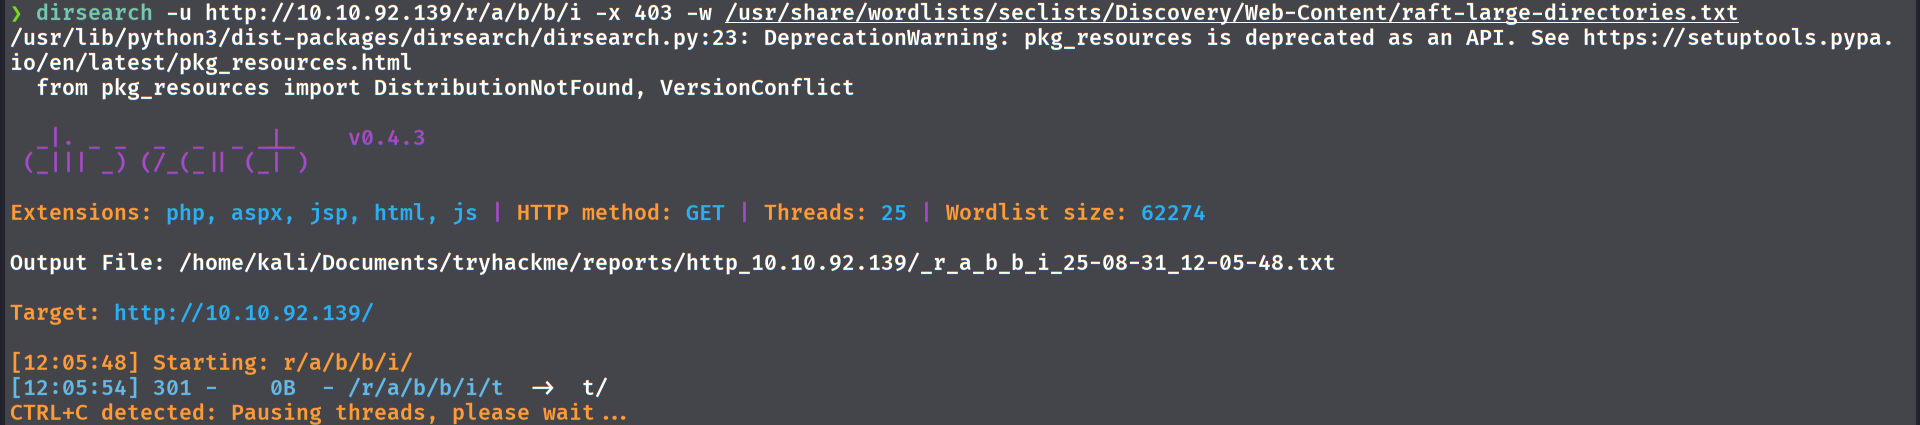 ❯ dirsearch -u http://10.10.92.139/r/a/b/b/i -x 403 -w /usr/share/wordlists/seclists/Discovery/Web-Content/raft-large-directories.txt
/usr/lib/python3/dist-packages/dirsearch/dirsearch.py:23: DeprecationWarning: pkg_resources is deprecated as an API. See https://setuptools.pypa.
io/en/latest/pkg_resources.html
  from pkg_resources import DistributionNotFound, VersionConflict
  _|. _ _  _  _  _ _|_    v0.4.3
 (_||| _) (/_(_|| (_| )
Extensions: php, aspx, jsp, html, js | HTTP method: GET | Threads: 25 | Wordlist size: 62274
Output File: /home/kali/Documents/tryhackme/reports/http_10.10.92.139/_r_a_b_b_i_25-08-31_12-05-48.txt
Target: http://10.10.92.139/
[12:05:48] Starting: r/a/b/b/i/
[12:05:54] 301 -    0B  - /r/a/b/b/i/t  ->  t/
CTRL+C detected: Pausing threads, please wait...